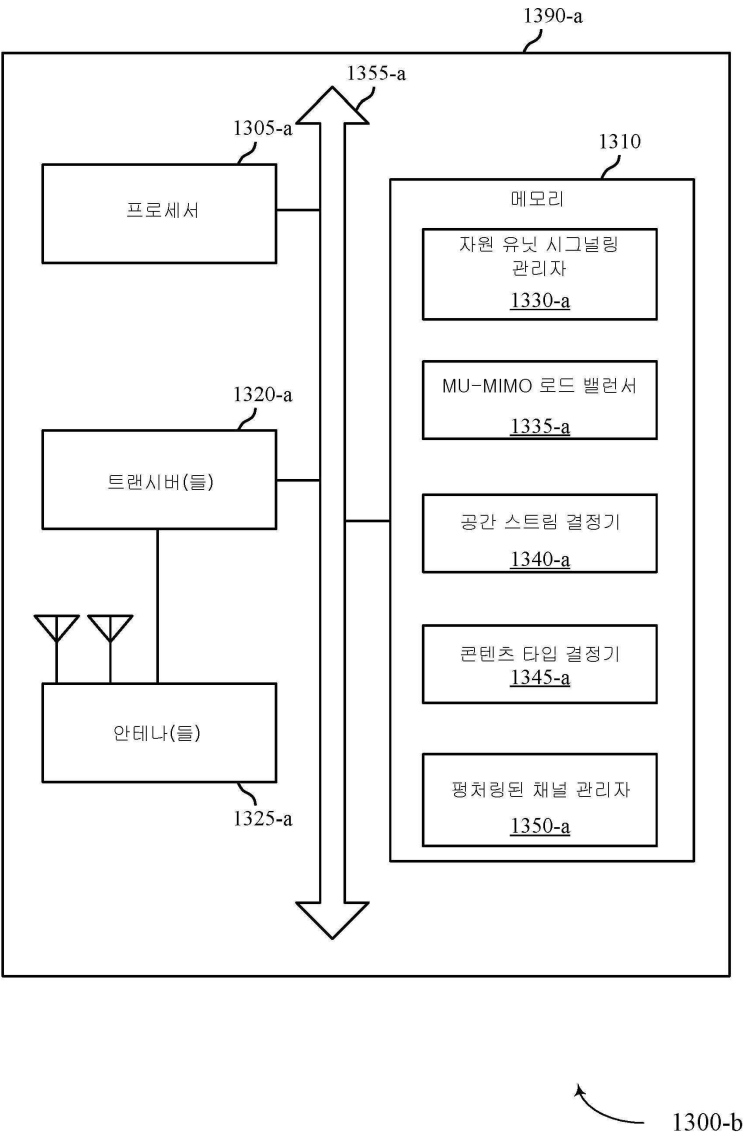 1390-a
1355-a
1305-a
프로세서
1310
메모리
자원 유닛 시그널링
관리자
1330-a
MU-MIMO 로드 밸런서
1335-a
1320-a
트랜시버(들)
공간 스트림 결정기
1340-a
콘텐츠 타입 결정기
1345-a
안테나(들)
1325-a
펑처링된 채널 관리자
1350-a
1300-b